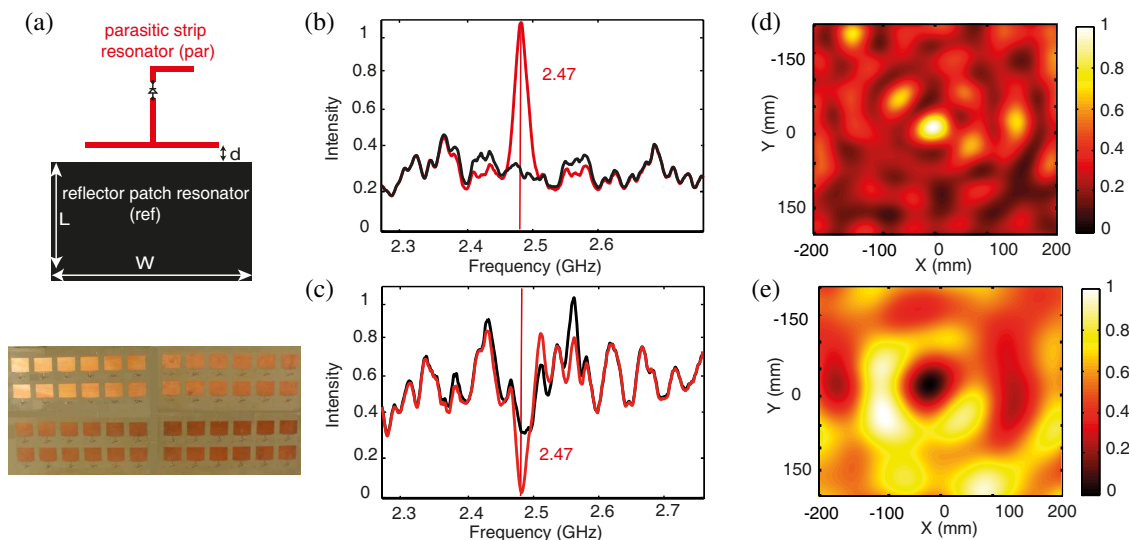 (a)
parasitic strip
resonator (par)
d
reflector patch resonator
(ref)
L
W
(b)
1
0.8
0.6
0.4
0.2
0
Intensity
2.47
2.3
2.4
2.5
2.6
Frequency (GHz)
(c)
1
0.8
0.6
0.4
0.2
0
Intensity
2.47
2.3
2.4
2.5
2.6
2.7
Frequency (GHz)
(d)
-150
0
150
Y (mm)
-200
-100
0
100
200
X (mm)
1
0.8
0.6
0.4
0.2
0
(e)
-150
0
150
Y (mm)
-200
-100
0
100
200
X (mm)
1
0.8
0.6
0.4
0.2
0